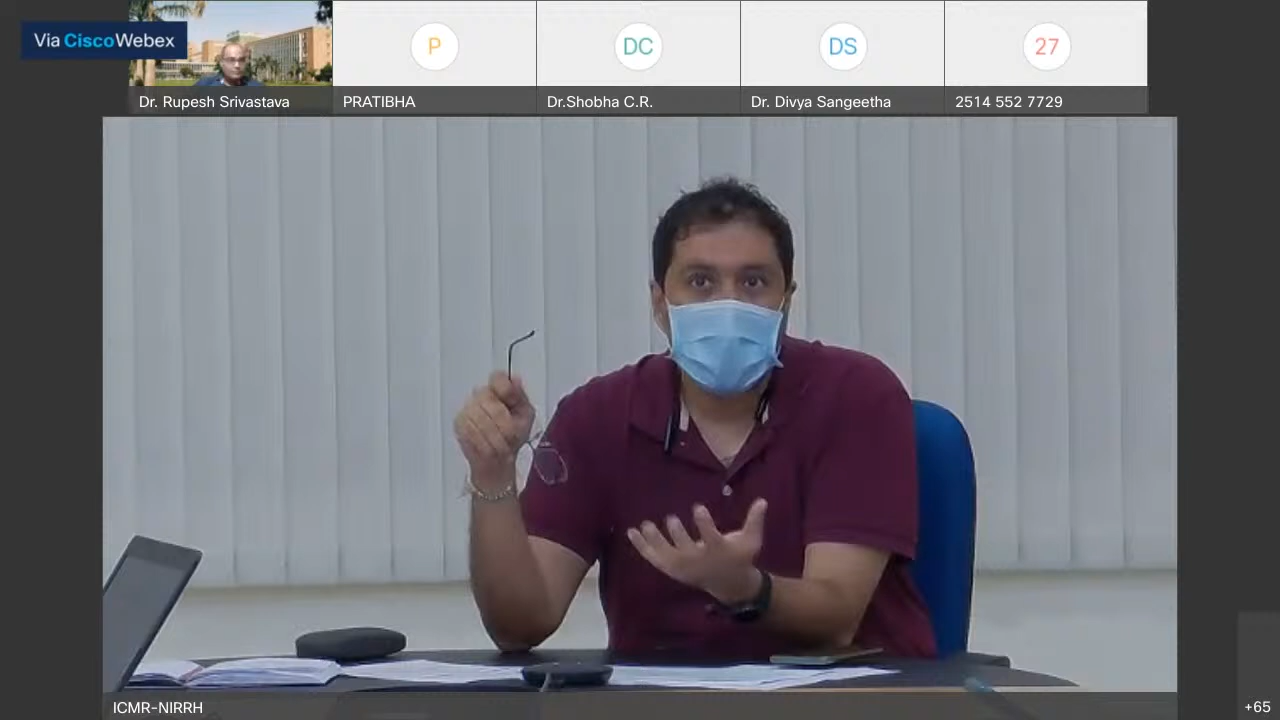 Via CiscoWebex
P
DC
DS
27
Dr. Rupesh Srivastava
PRATIBHA
Dr.Shobha C.R.
Dr. Divya Sangeetha
2514 552 7729
ICMR-NIRRH
+65